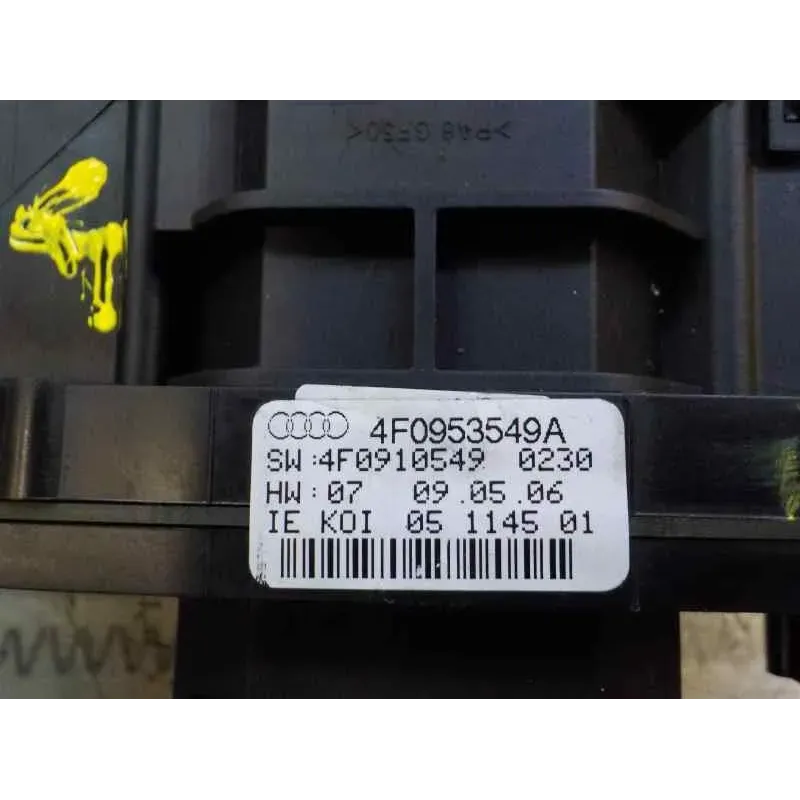 >PA6 GF30<
4F0953549A
SW:4F0910549 0230
HW:07 09.05.06
IE KOI 05 1145 01